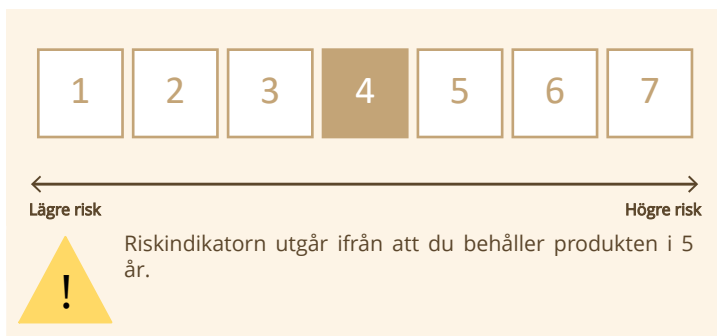 1 2 3 4 5 6 7
Lägre risk Högre risk
Riskindikatorn utgår ifrån att du behåller produkten i 5
år.
!